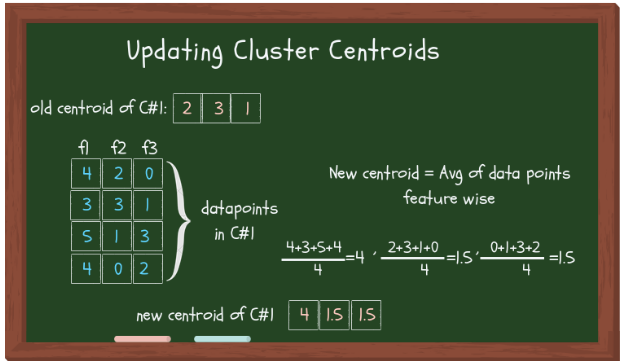 Updating Cluster Centroids
old centroid of C#1: 2 3 1
f1 f2 f3
4 2 0
3 3 1
5 1 3
4 0 2
datapoints
in C#1
New centroid = Avg of data points
feature wise
4+3+5+4/4=4 , 2+3+1+0/4=1.5, 0+1+3+2/4=1.5
new centroid of C#1 4 1.5 1.5